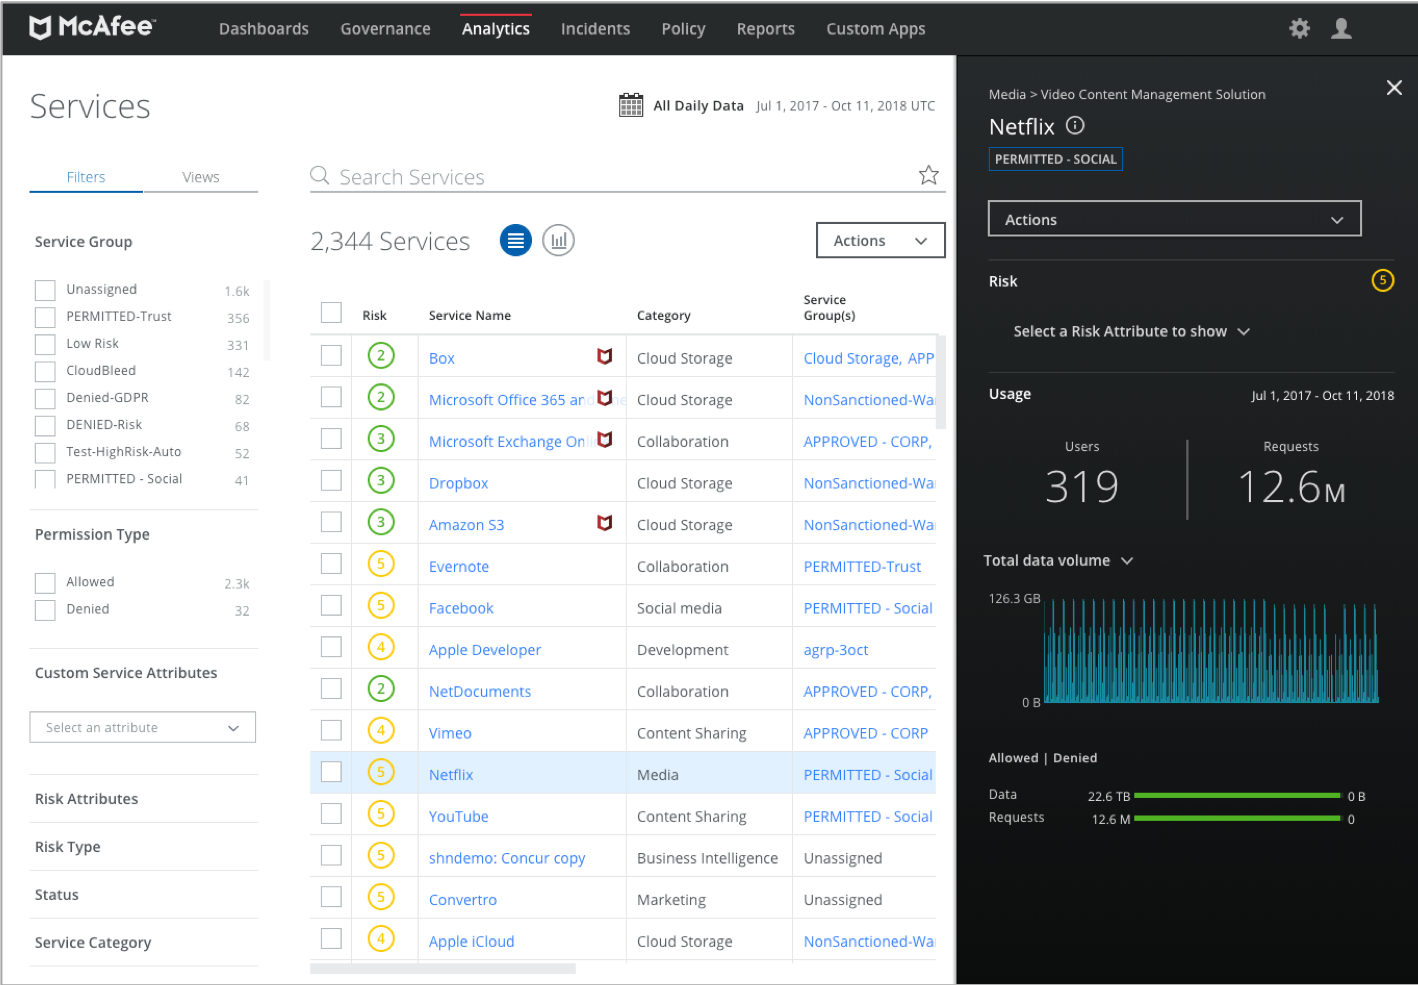 McAfee™
Dashboards Governance Analytics Incidents Policy Reports Custom Apps
Services
All Daily Data Jul 1, 2017 - Oct 11, 2018 UTC
Filters Views
Search Services
2,344 Services
Actions
Service Group
Unassigned 1.6k
PERMITTED-Trust 356
Low Risk 331
CloudBleed 142
Denied-GDPR 82
DENIED-Risk 68
Test-HighRisk-Auto 52
PERMITTED - Social 41
Permission Type
Allowed 2.3k
Denied 32
Custom Service Attributes
Select an attribute
Risk Attributes
Risk Type
Status
Service Category
Risk Service Name Category Service
Group(s)
2 Box Cloud Storage Cloud Storage, APP
2 Microsoft Office 365 and Cloud Storage NonSanctioned-Wa
3 Microsoft Exchange Onl Collaboration APPROVED - CORP,
3 Dropbox Cloud Storage NonSanctioned-Wa
3 Amazon S3 Cloud Storage NonSanctioned-Wa
5 Evernote Collaboration PERMITTED-Trust
5 Facebook Social media PERMITTED - Social
4 Apple Developer Development agrp-3oct
2 NetDocuments Collaboration APPROVED - CORP,
4 Vimeo Content Sharing APPROVED - CORP
5 Netflix Media PERMITTED - Social
5 YouTube Content Sharing PERMITTED - Social
5 shndemo: Concur copy Business Intelligence Unassigned
5 Convertro Marketing Unassigned
4 Apple iCloud Cloud Storage NonSanctioned-Wa
Media > Video Content Management Solution
Netflix
PERMITTED - SOCIAL
Actions
Risk 5
Select a Risk Attribute to show
Usage Jul 1, 2017 - Oct 11, 2018
Users Requests
319 12.6M
Total data volume
126.3 GB
0 B
Allowed | Denied
Data 22.6 TB 0 B
Requests 12.6 M 0